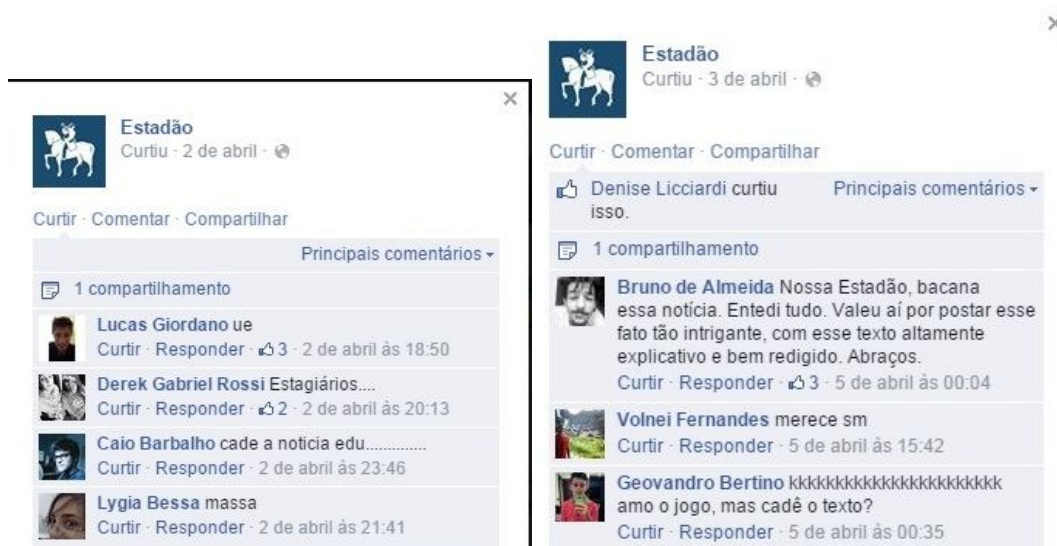 ×
Estadão
Curtiu · 2 de abril ·
Curtir · Comentar · Compartilhar
Principais comentários
1 compartilhamento
Lucas Giordano ue
Curtir · Responder · 3 · 2 de abril às 18:50
Derek Gabriel Rossi Estagiários....
Curtir · Responder · 2 · 2 de abril às 20:13
Caio Barbalho cade a noticia edu..............
Curtir · Responder · 2 de abril às 23:46
Lygia Bessa massa
Curtir · Responder · 2 de abril às 21:41
×
Estadão
Curtiu · 3 de abril ·
Curtir · Comentar · Compartilhar
Denise Licciardi curtiu
isso.
Principais comentários
1 compartilhamento
Bruno de Almeida Nossa Estadão, bacana
essa notícia. Entedi tudo. Valeu aí por postar esse
fato tão intrigante, com esse texto altamente
explicativo e bem redigido. Abraços.
Curtir · Responder · 3 · 5 de abril às 00:04
Volnei Fernandes merece sm
Curtir · Responder · 5 de abril às 15:42
Geovandro Bertino kkkkkkkkkkkkkkkkkkkkkkk
amo o jogo, mas cadê o texto?
Curtir · Responder · 5 de abril às 00:35